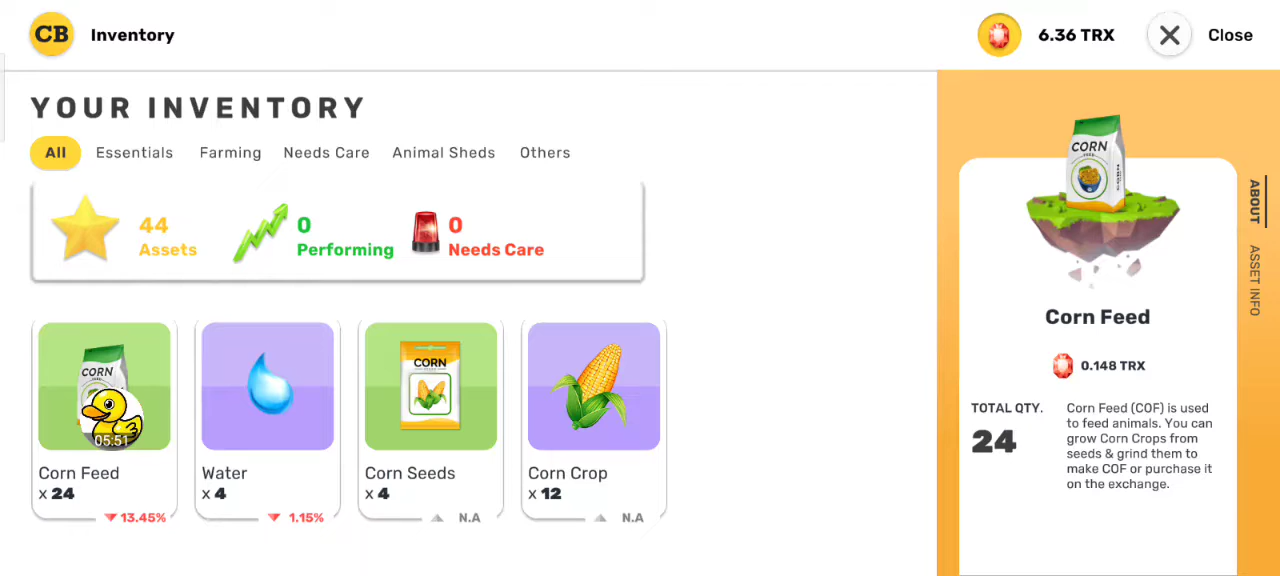 CB Inventory
6.36 TRX
Close
YOUR INVENTORY
All Essentials Farming Needs Care Animal Sheds Others
44
Assets
0
Performing
0
Needs Care
CORN
05:51
Corn Feed
x 24
13.45%
Water
x 4
1.15%
CORN
Corn Seeds
x 4
N.A
Corn Crop
x 12
N.A
CORN
FEED
CORN
Corn Feed
0.148 TRX
TOTAL QTY.
24
Corn Feed (COF) is used
to feed animals. You can
grow Corn Crops from
seeds & grind them to
make COF or purchase it
on the exchange.
ABOUT
ASSET INFO